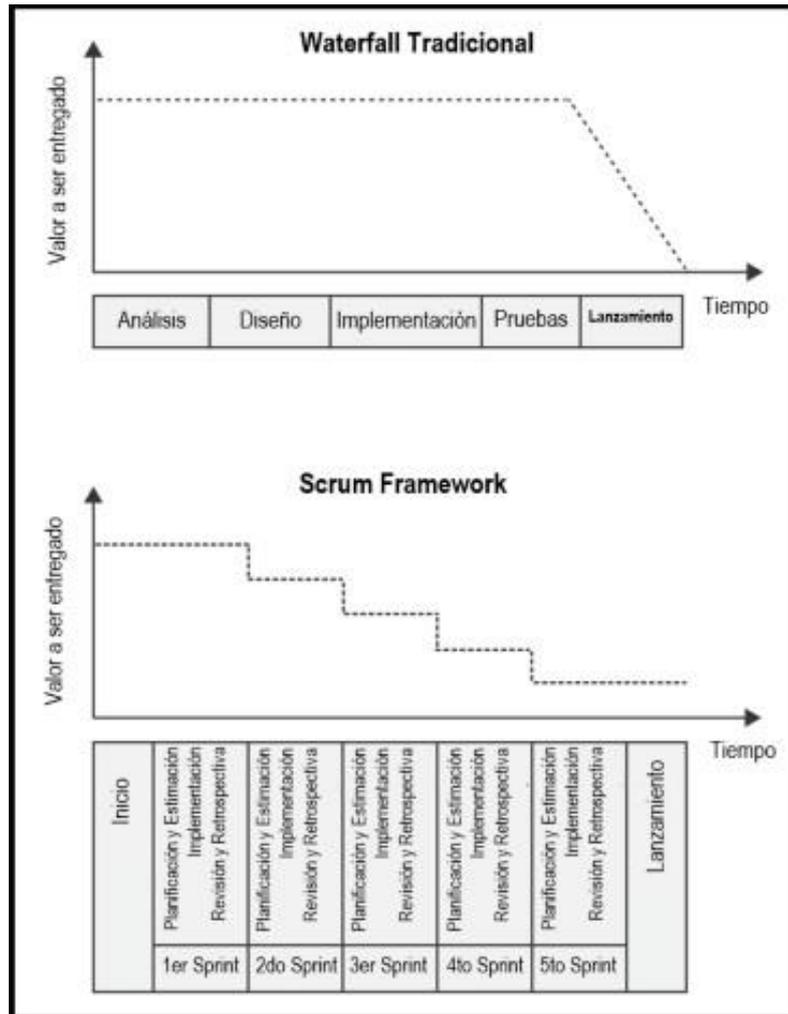 Waterfall Tradicional
Valor a ser entregado
Tiempo
Análisis
Diseño
Implementación
Pruebas
Lanzamiento
Scrum Framework
Valor a ser entregado
Tiempo
Inicio
Planificación y Estimación
Implementación
Revisión y Retrospectiva
1er Sprint
Planificación y Estimación
Implementación
Revisión y Retrospectiva
2do Sprint
Planificación y Estimación
Implementación
Revisión y Retrospectiva
3er Sprint
Planificación y Estimación
Implementación
Revisión y Retrospectiva
4to Sprint
Planificación y Estimación
Implementación
Revisión y Retrospectiva
5to Sprint
Lanzamiento